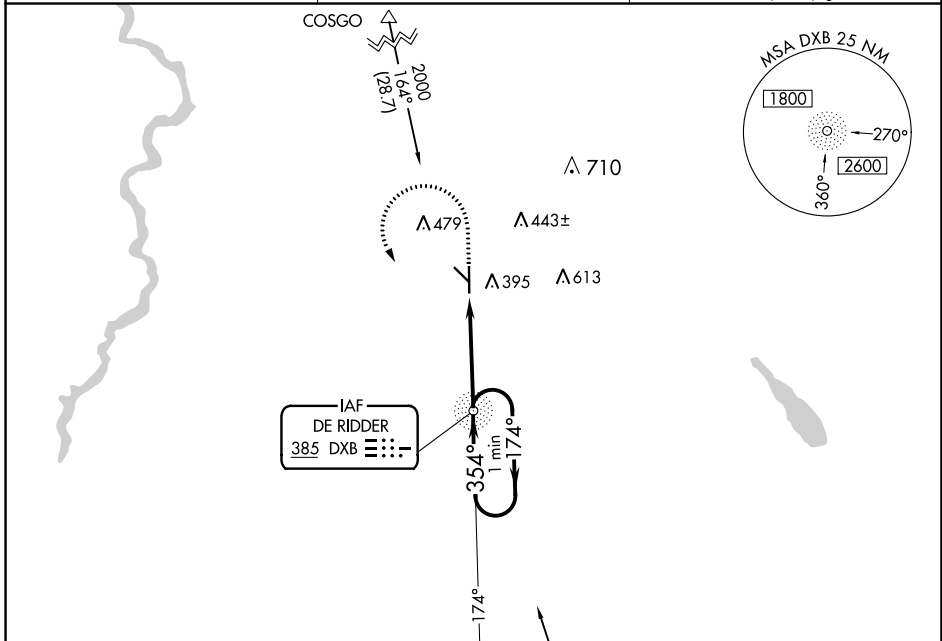 COSGO
2000
164°
(28.7)
MSA DXB 25 NM
1800
270°
2600
360°
710
479
443±
395
613
IAF
DE RIDDER
385 DXB
354°
1 min
174°
174°